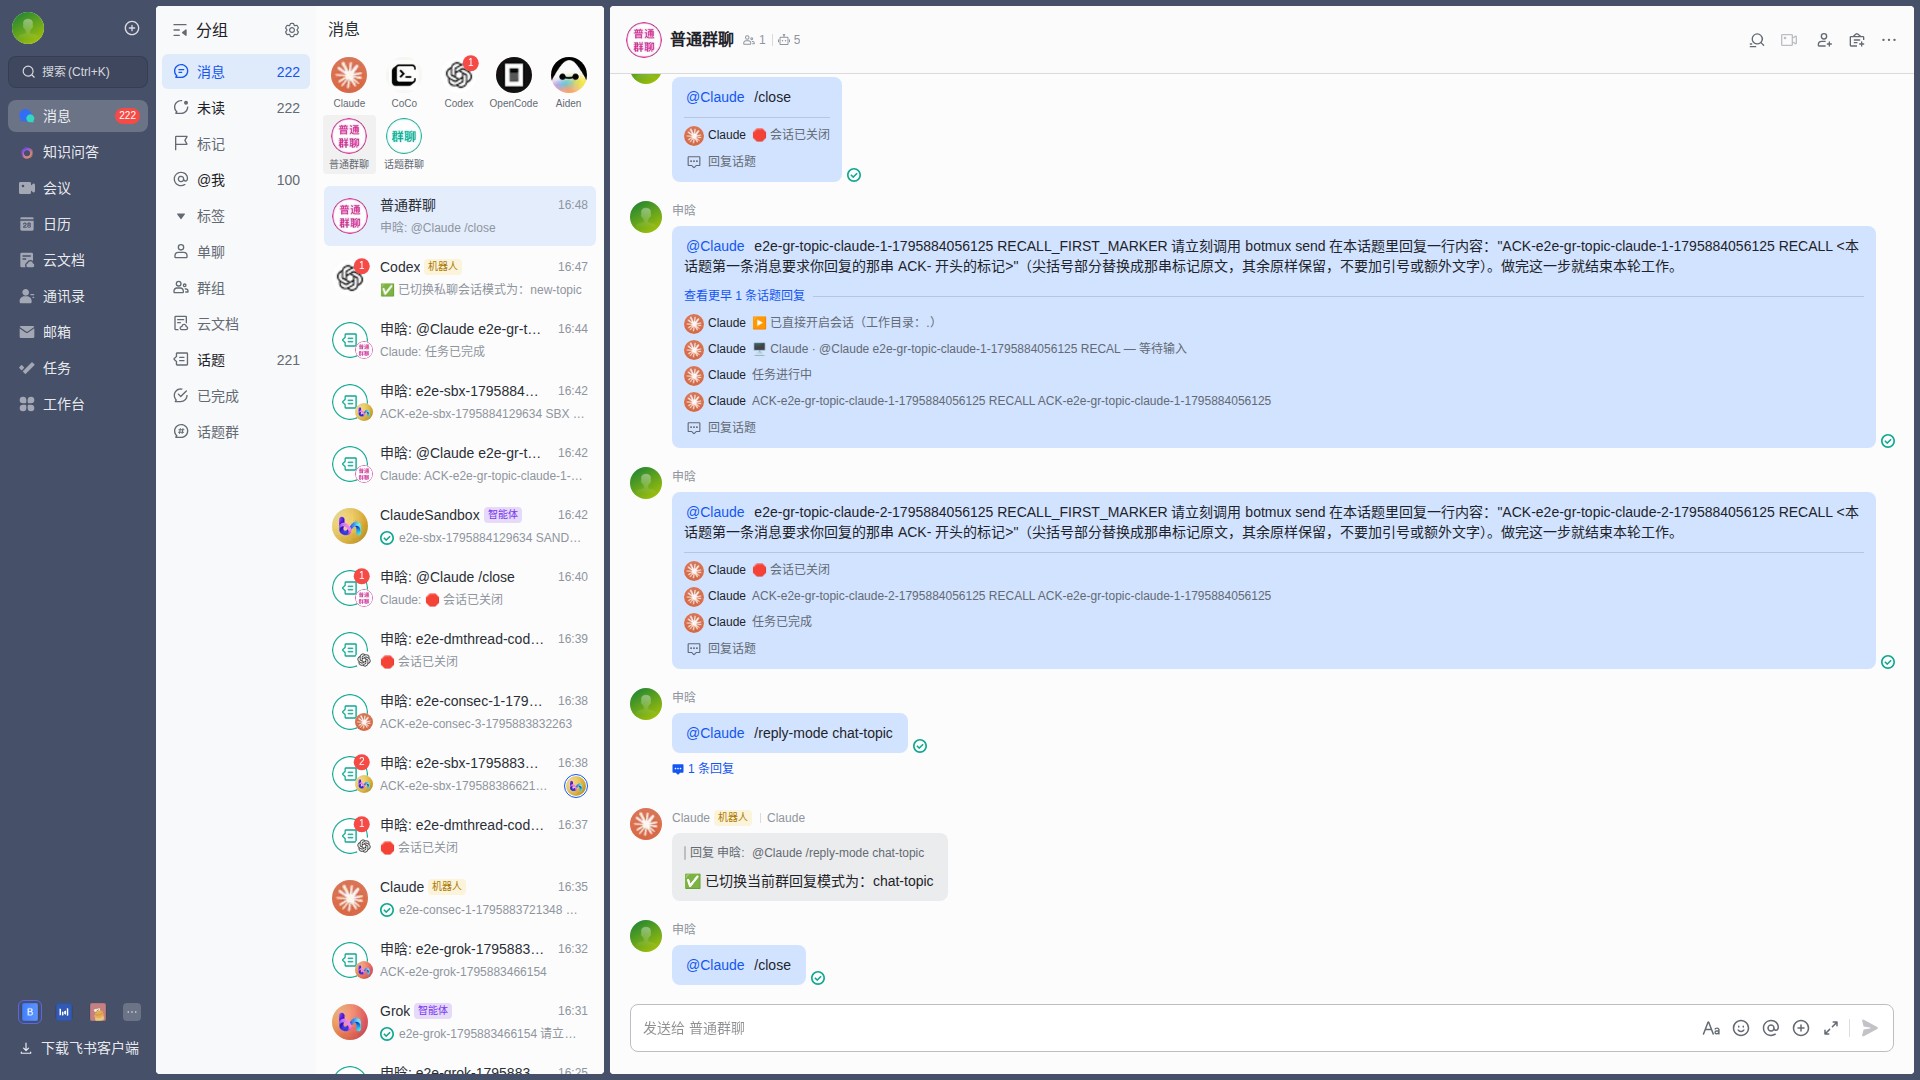 搜索 (Ctrl+K)
消息
222
知识问答
会议
日历
云文档
通讯录
邮箱
任务
工作台
下载飞书客户端
分组
消息 222
未读 222
标记
@我 100
标签
单聊
群组
云文档
话题 221
已完成
话题群
消息
1
Claude CoCo Codex OpenCode Aiden
普通群聊 群聊
普通群聊 话题群聊
普通群聊
普通群聊 16:48
申晗: @Claude /close
1
Codex 机器人 16:47
✅ 已切换私聊会话模式为：new-topic
申晗: @Claude e2e-gr-t… 16:44
Claude: 任务已完成
申晗: e2e-sbx-1795884… 16:42
ACK-e2e-sbx-1795884129634 SBX …
申晗: @Claude e2e-gr-t… 16:42
Claude: ACK-e2e-gr-topic-claude-1-…
ClaudeSandbox 智能体 16:42
e2e-sbx-1795884129634 SAND…
1
申晗: @Claude /close 16:40
Claude: 🛑 会话已关闭
申晗: e2e-dmthread-cod… 16:39
🛑 会话已关闭
申晗: e2e-consec-1-179… 16:38
ACK-e2e-consec-3-1795883832263
2
申晗: e2e-sbx-1795883… 16:38
ACK-e2e-sbx-179588386621…
1
申晗: e2e-dmthread-cod… 16:37
🛑 会话已关闭
Claude 机器人 16:35
e2e-consec-1-1795883721348 …
申晗: e2e-grok-1795883… 16:32
ACK-e2e-grok-1795883466154
Grok 智能体 16:31
e2e-grok-1795883466154 请立…
申晗: e2e-grok-1795883… 16:25
普通群聊
普通群聊 1 5
@Claude /close
Claude 🛑 会话已关闭
回复话题
申晗
@Claude e2e-gr-topic-claude-1-1795884056125 RECALL_FIRST_MARKER 请立刻调用 botmux send 在本话题里回复一行内容："ACK-e2e-gr-topic-claude-1-1795884056125 RECALL <本
话题第一条消息要求你回复的那串 ACK- 开头的标记>"（尖括号部分替换成那串标记原文，其余原样保留，不要加引号或额外文字）。做完这一步就结束本轮工作。
查看更早 1 条话题回复
Claude ▶️ 已直接开启会话（工作目录：.）
Claude 🖥️ Claude · @Claude e2e-gr-topic-claude-1-1795884056125 RECAL — 等待输入
Claude 任务进行中
Claude ACK-e2e-gr-topic-claude-1-1795884056125 RECALL ACK-e2e-gr-topic-claude-1-1795884056125
回复话题
申晗
@Claude e2e-gr-topic-claude-2-1795884056125 RECALL_FIRST_MARKER 请立刻调用 botmux send 在本话题里回复一行内容："ACK-e2e-gr-topic-claude-2-1795884056125 RECALL <本
话题第一条消息要求你回复的那串 ACK- 开头的标记>"（尖括号部分替换成那串标记原文，其余原样保留，不要加引号或额外文字）。做完这一步就结束本轮工作。
Claude 🛑 会话已关闭
Claude ACK-e2e-gr-topic-claude-2-1795884056125 RECALL ACK-e2e-gr-topic-claude-1-1795884056125
Claude 任务已完成
回复话题
申晗
@Claude /reply-mode chat-topic
1 条回复
Claude 机器人 Claude
回复 申晗：@Claude /reply-mode chat-topic
✅ 已切换当前群回复模式为：chat-topic
申晗
@Claude /close
发送给 普通群聊
Aa